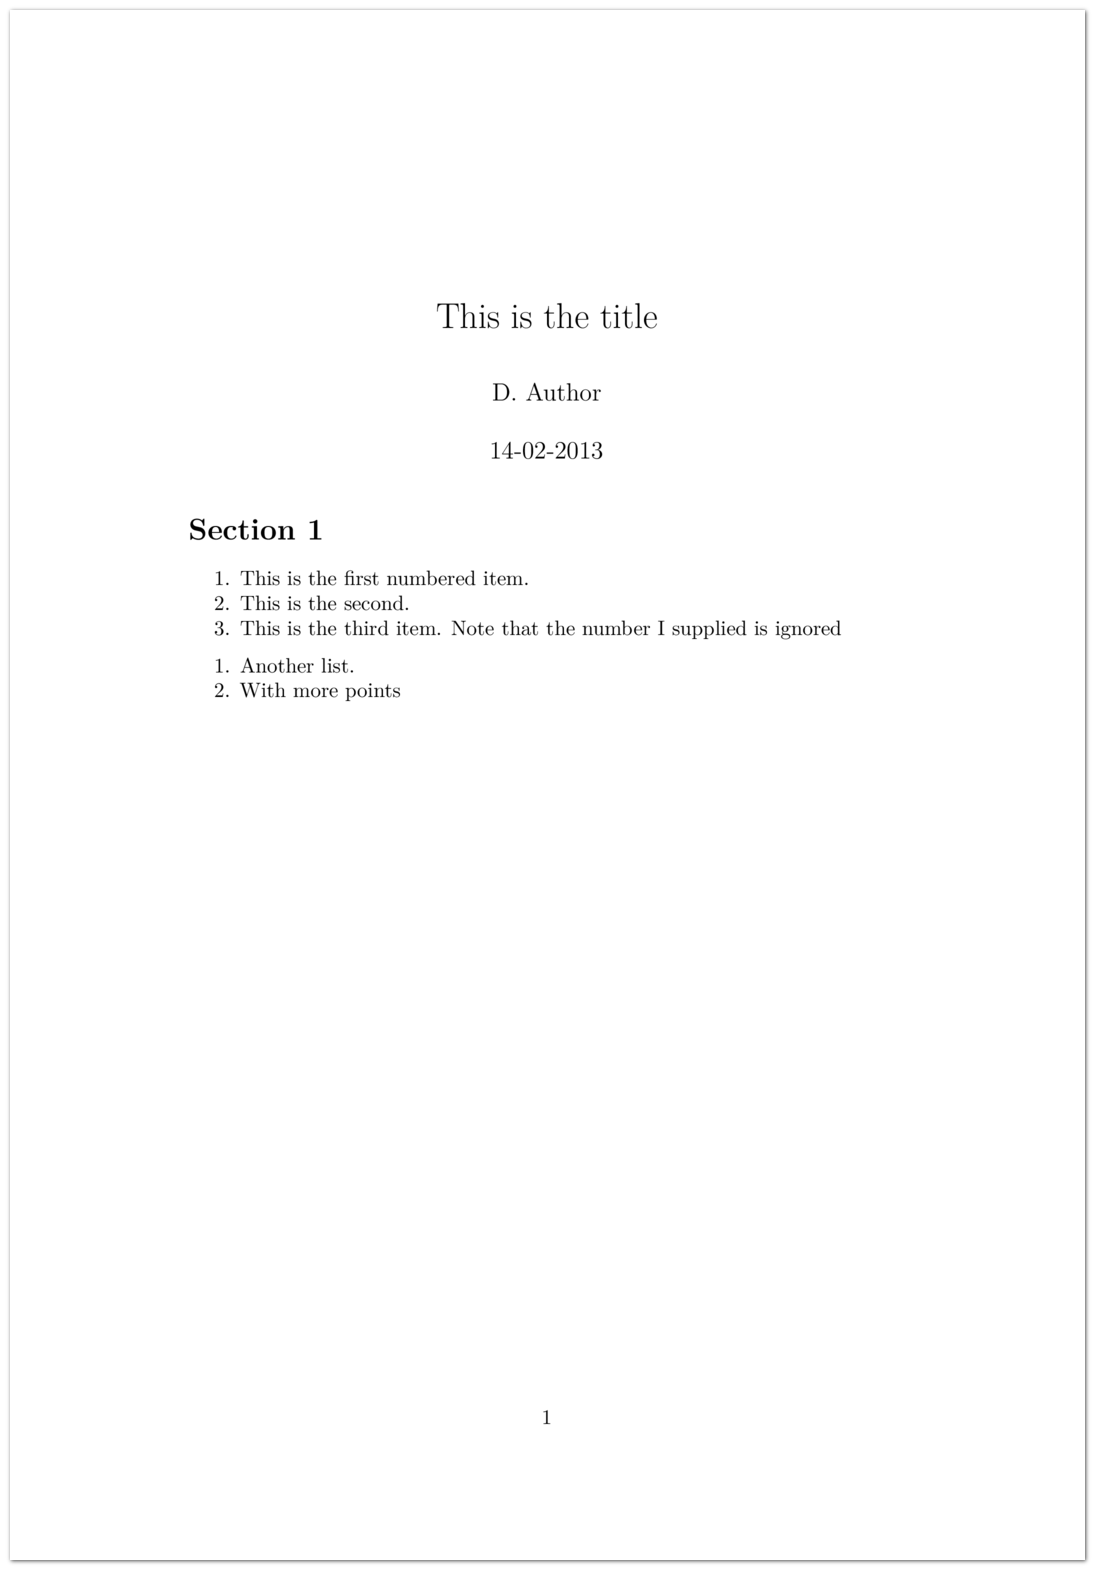 This is the title
D. Author
14-02-2013
Section 1
1. This is the first numbered item.
2. This is the second.
3. This is the third item. Note that the number I supplied is ignored
1. Another list.
2. With more points
1